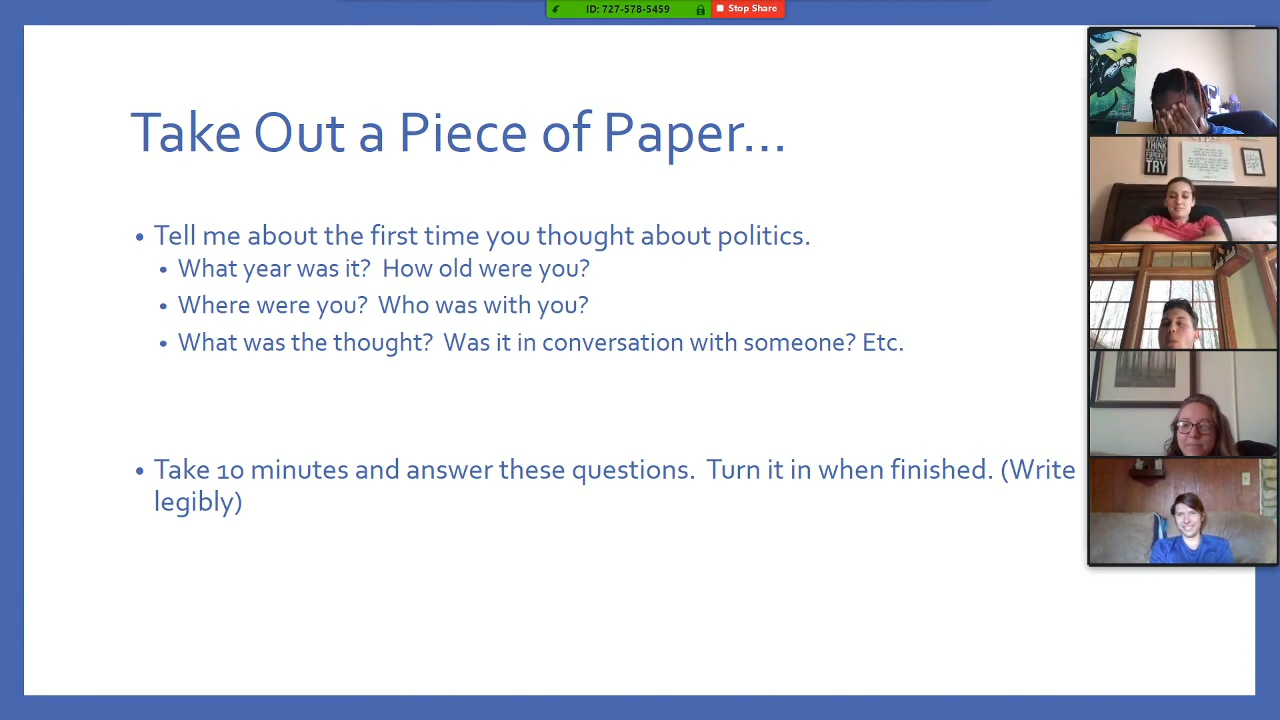 ID: 727-578-5459
Stop Share
Take Out a Piece of Paper...
• Tell me about the first time you thought about politics.
• What year was it?  How old were you?
• Where were you?  Who was with you?
• What was the thought?  Was it in conversation with someone? Etc.
• Take 10 minutes and answer these questions.  Turn it in when finished. (Write
legibly)
THINK
FORGIVE
TRY